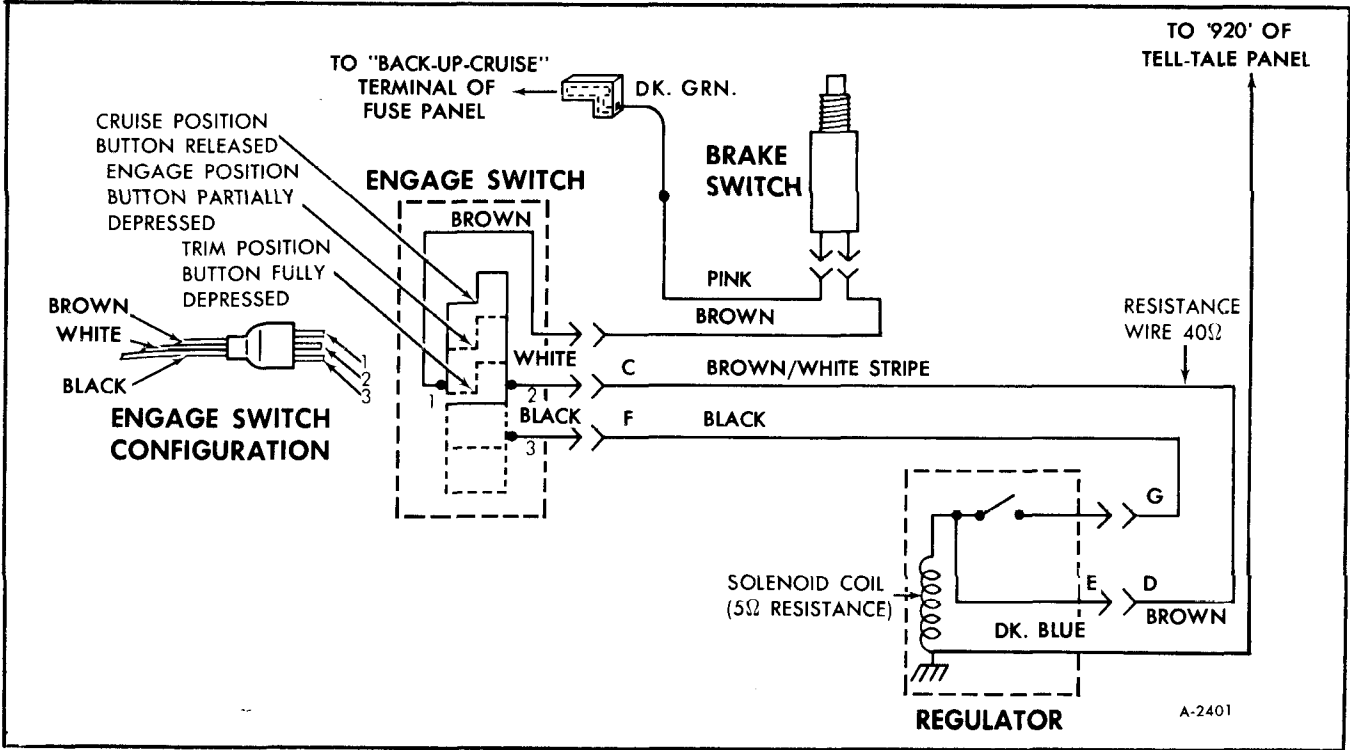 TO '920' OF
TELL-TALE PANEL
TO "BACK-UP-CRUISE"
TERMINAL OF
FUSE PANEL
DK. GRN.
CRUISE POSITION
BUTTON RELEASED
ENGAGE POSITION
BUTTON PARTIALLY
DEPRESSED
TRIM POSITION
BUTTON FULLY
DEPRESSED
ENGAGE SWITCH
BROWN
BRAKE
SWITCH
PINK
BROWN
BROWN
WHITE
BLACK
1
2
3
ENGAGE SWITCH
CONFIGURATION
1
WHITE
2
C
BROWN/WHITE STRIPE
RESISTANCE
WIRE 40Ω
BLACK
3
F
BLACK
G
SOLENOID COIL
(5Ω RESISTANCE)
E
D
BROWN
DK. BLUE
REGULATOR
A-2401